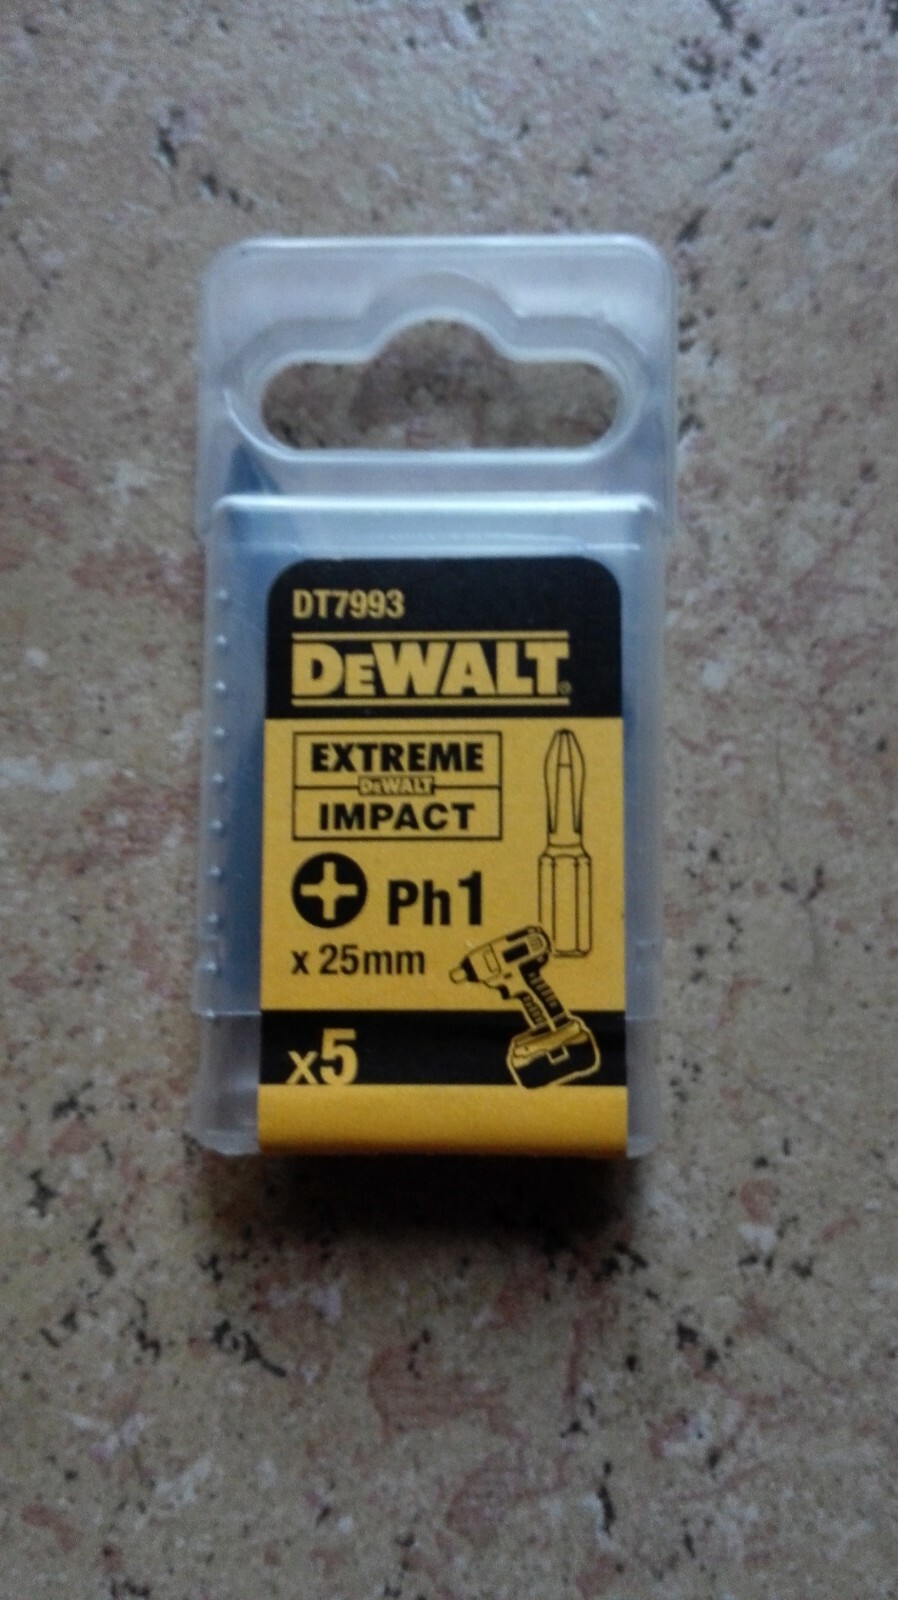 DT7993
DEWALT®
EXTREME
DEWALT
IMPACT
Ph1
x 25mm
x5